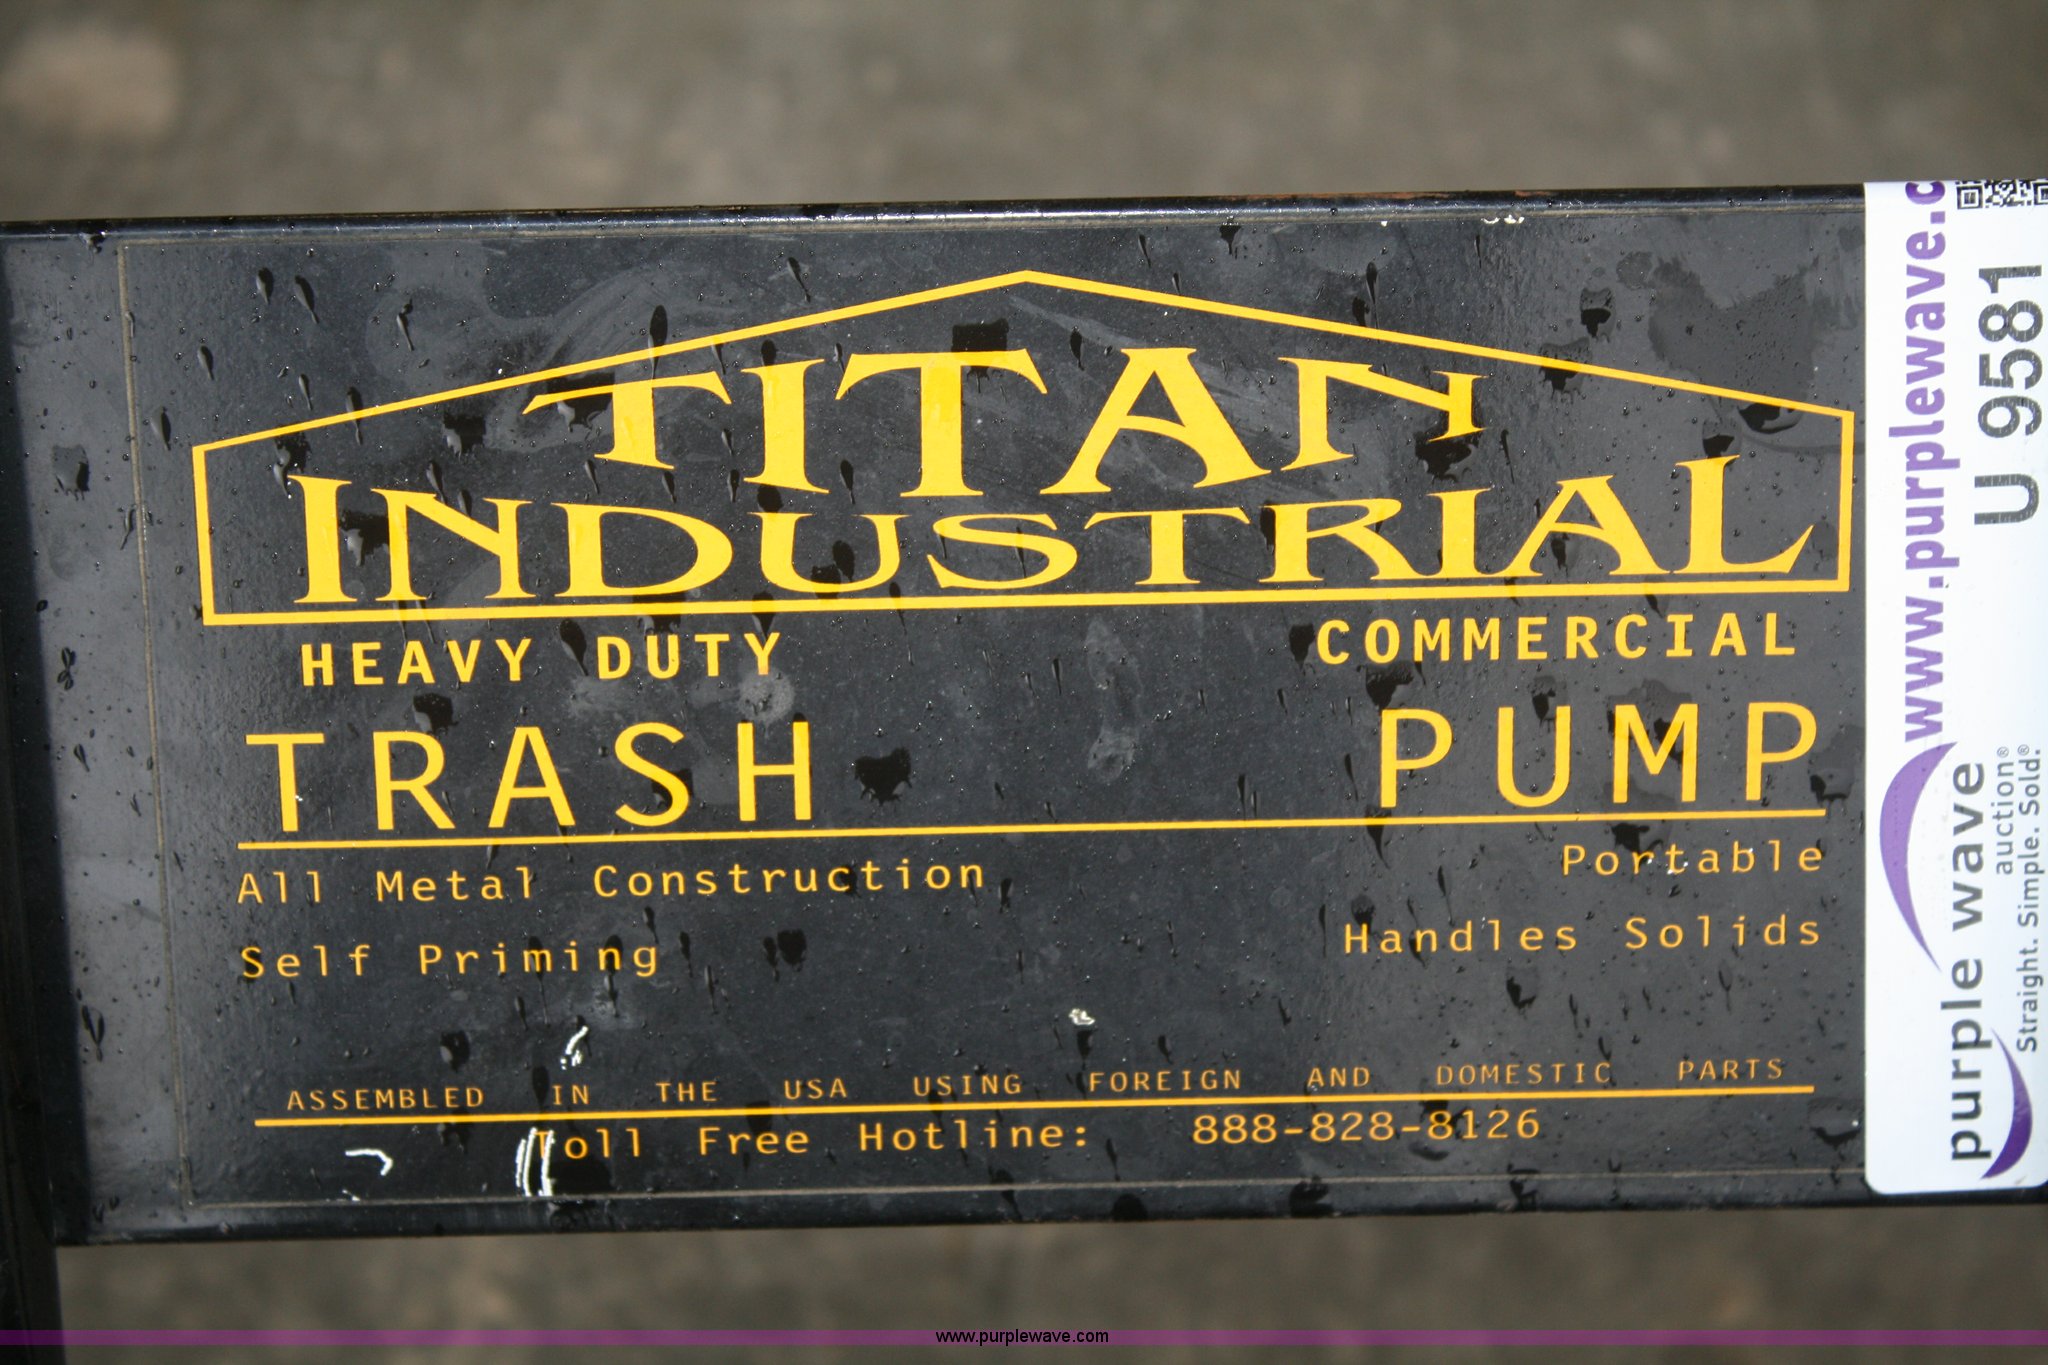 TITAN
INDUSTRIAL
HEAVY DUTY COMMERCIAL
TRASH PUMP
All Metal Construction Portable
Self Priming Handles Solids
ASSEMBLED IN THE USA USING FOREIGN AND DOMESTIC PARTS
Toll Free Hotline: 888-828-8126
www.purplewave.c
U 9581
purple wave
auction®
Straight. Simple. Sold.®
www.purplewave.com